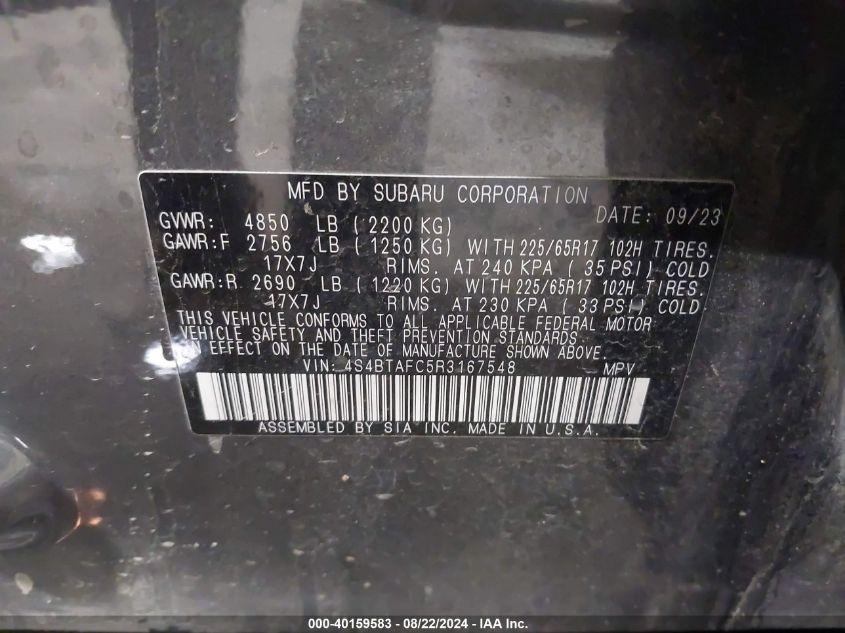 MFD BY SUBARU CORPORATION
DATE: 09/23
GVWR: 4850 LB ( 2200 KG)
GAWR:F 2756 LB ( 1250 KG) WITH 225/65R17 102H TIRES.
17X7J RIMS. AT 240 KPA ( 35 PSI) COLD
GAWR:R 2690 LB ( 1220 KG) WITH 225/65R17 102H TIRES.
17X7J RIMS. AT 230 KPA ( 33 PSI) COLD.
THIS VEHICLE CONFORMS TO ALL APPLICABLE FEDERAL MOTOR
VEHICLE SAFETY AND THEFT PREVENTION STANDARDS
IN EFFECT ON THE DATE OF MANUFACTURE SHOWN ABOVE.
VIN: 4S4BTAFC5R3167548 MPV
ASSEMBLED BY SIA INC. MADE IN U.S.A.
000-40159583 - 08/22/2024 - IAA Inc.